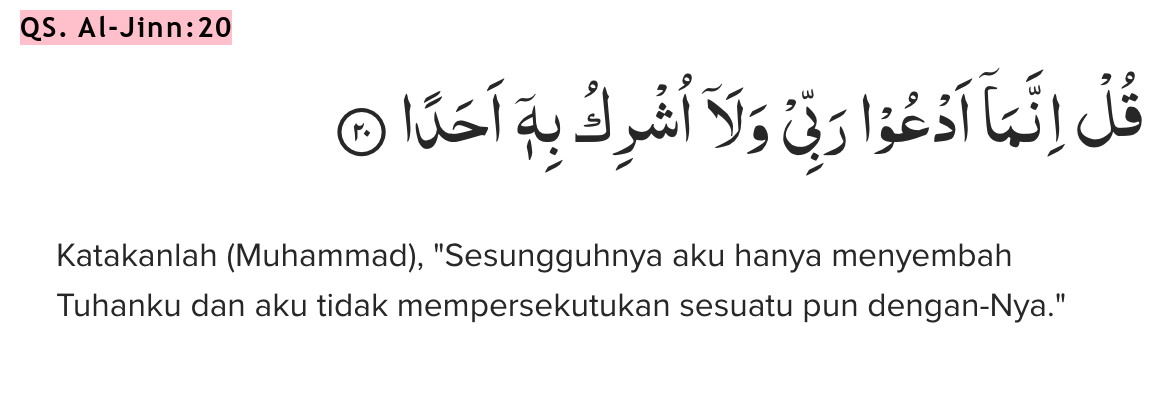 QS. Al-Jinn:20
قُلْ اِنَّمَآ اَدْعُوْا رَبِّيْ وَلَآ اُشْرِكُ بِهٖٓ اَحَدًا ٢٠
Katakanlah (Muhammad), "Sesungguhnya aku hanya menyembah
Tuhanku dan aku tidak mempersekutukan sesuatu pun dengan-Nya."